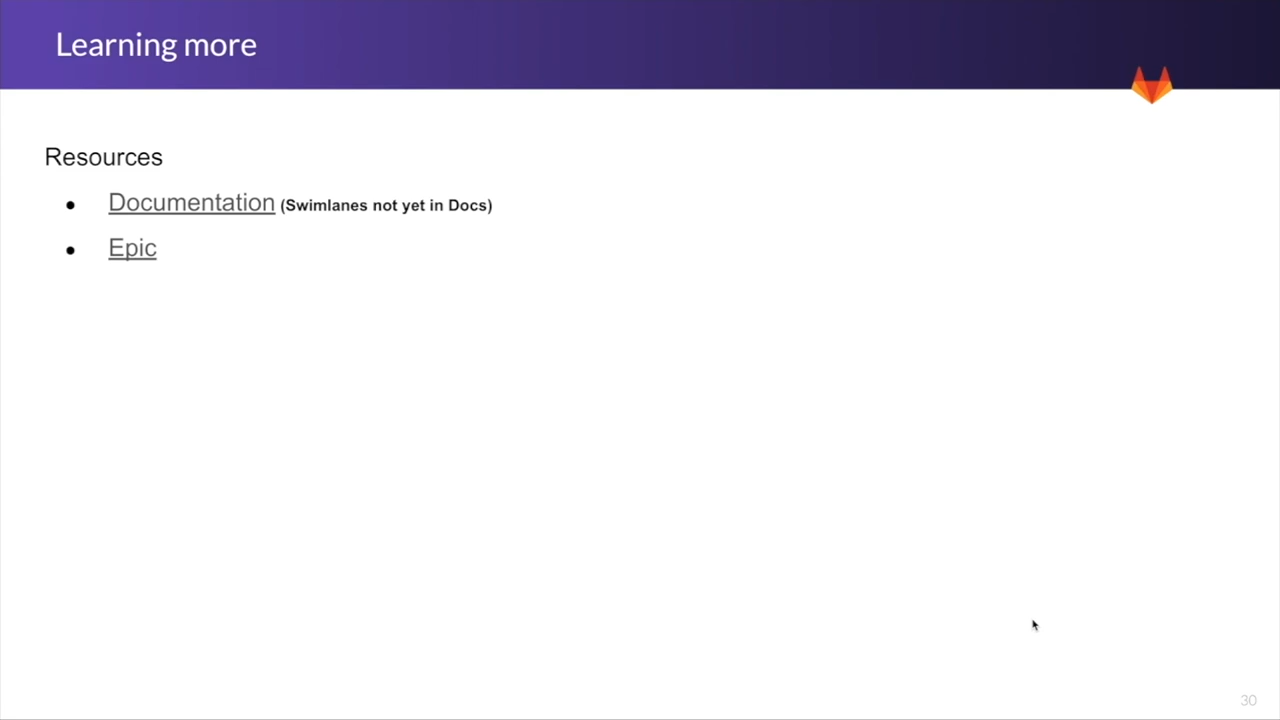 Learning more
Resources
Documentation (Swimlanes not yet in Docs)
Epic
30